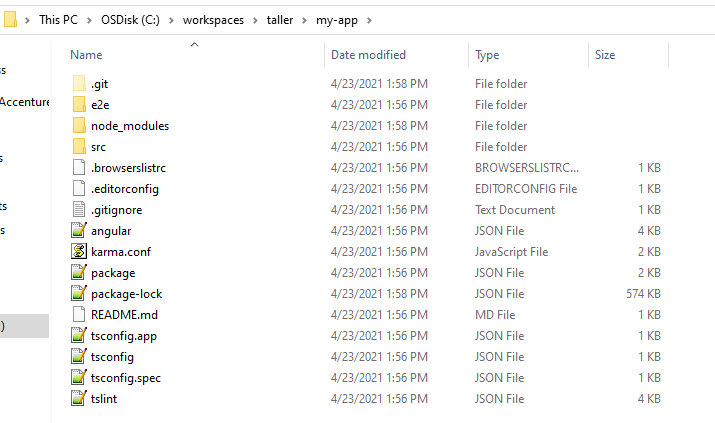 This PC > OSDisk (C:) > workspaces > taller > my-app >
Name Date modified Type Size
.git 4/23/2021 1:58 PM File folder
e2e 4/23/2021 1:56 PM File folder
node_modules 4/23/2021 1:58 PM File folder
src 4/23/2021 1:56 PM File folder
.browserslistrc 4/23/2021 1:56 PM BROWSERSLISTRC... 1 KB
.editorconfig 4/23/2021 1:56 PM EDITORCONFIG File 1 KB
.gitignore 4/23/2021 1:56 PM Text Document 1 KB
angular 4/23/2021 1:56 PM JSON File 4 KB
karma.conf 4/23/2021 1:56 PM JavaScript File 2 KB
package 4/23/2021 1:56 PM JSON File 2 KB
package-lock 4/23/2021 1:58 PM JSON File 574 KB
README.md 4/23/2021 1:56 PM MD File 1 KB
tsconfig.app 4/23/2021 1:56 PM JSON File 1 KB
tsconfig 4/23/2021 1:56 PM JSON File 1 KB
tsconfig.spec 4/23/2021 1:56 PM JSON File 1 KB
tslint 4/23/2021 1:56 PM JSON File 4 KB
ss
Accenture
s
ts
s
)